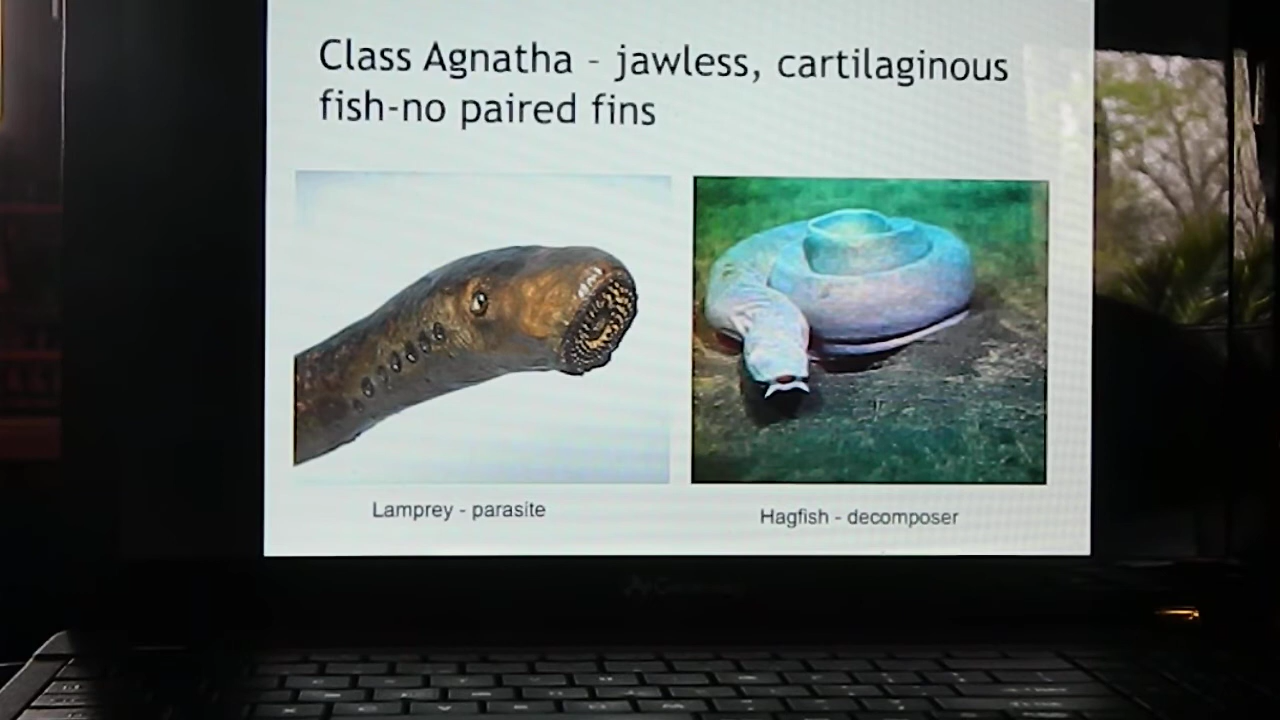 Class Agnatha - jawless, cartilaginous
fish-no paired fins
Lamprey - parasite
Hagfish - decomposer